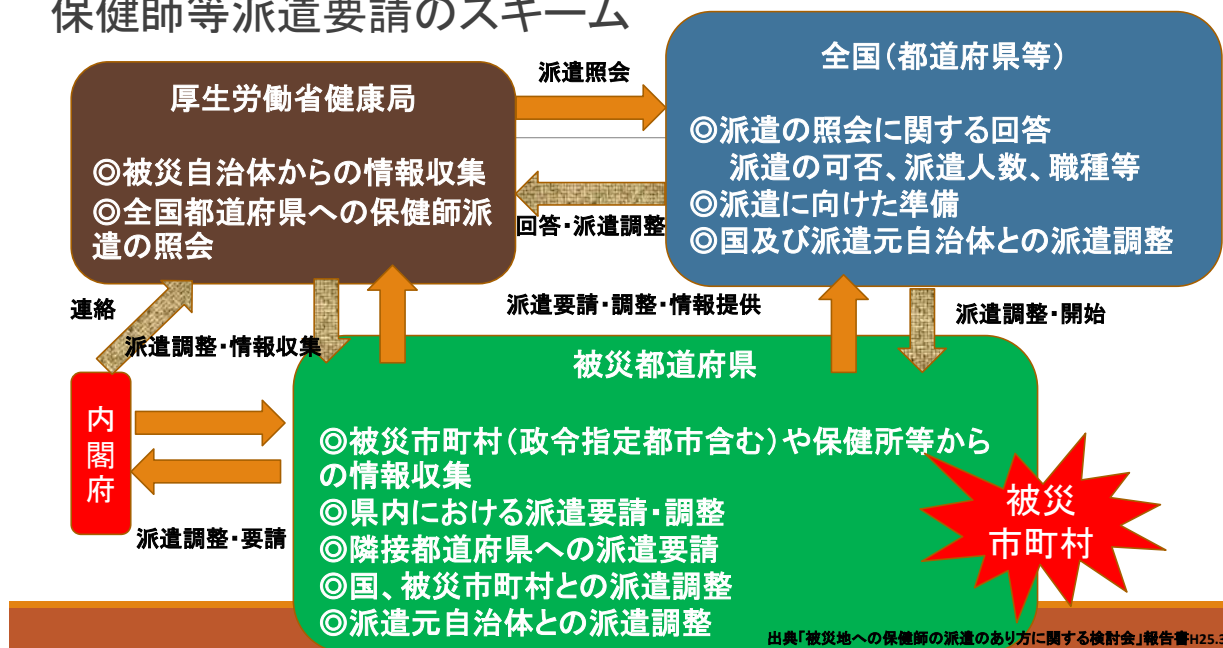 保健師等派遣要請のスキーム
厚生労働省健康局
◎被災自治体からの情報収集
◎全国都道府県への保健師派
遣の照会
派遣照会
回答・派遣調整
全国（都道府県等）
◎派遣の照会に関する回答
派遣の可否、派遣人数、職種等
◎派遣に向けた準備
◎国及び派遣元自治体との派遣調整
連絡
派遣調整・情報収集
派遣要請・調整・情報提供
派遣調整・開始
内
閣
府
派遣調整・要請
被災都道府県
◎被災市町村（政令指定都市含む）や保健所等から
の情報収集
◎県内における派遣要請・調整
◎隣接都道府県への派遣要請
◎国、被災市町村との派遣調整
◎派遣元自治体との派遣調整
被災
市町村
出典「被災地への保健師の派遣のあり方に関する検討会」報告書H25.3